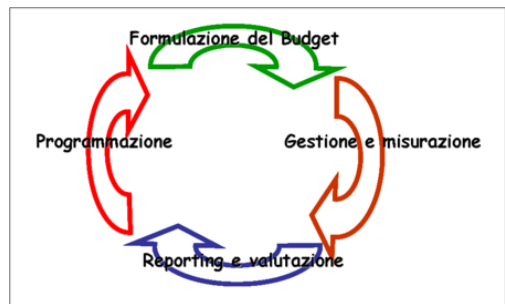 Formulazione del Budget
Programmazione
Gestione e misurazione
Reporting e valutazione